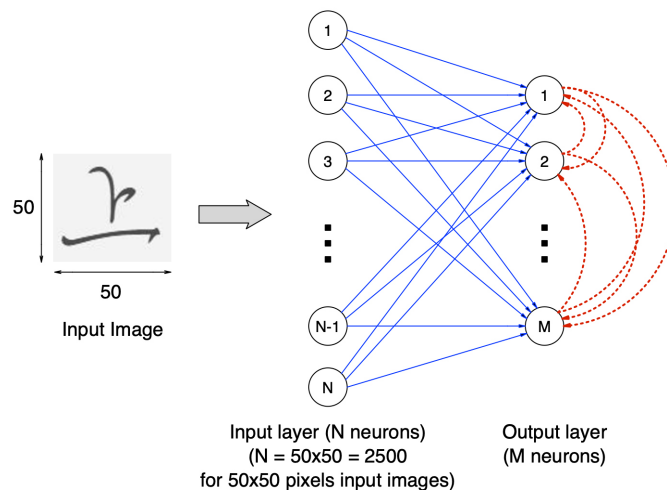 1
2
3
N-1
N
1
2
M
50
50
Input Image
Input layer (N neurons)
(N = 50x50 = 2500
for 50x50 pixels input images)
Output layer
(M neurons)